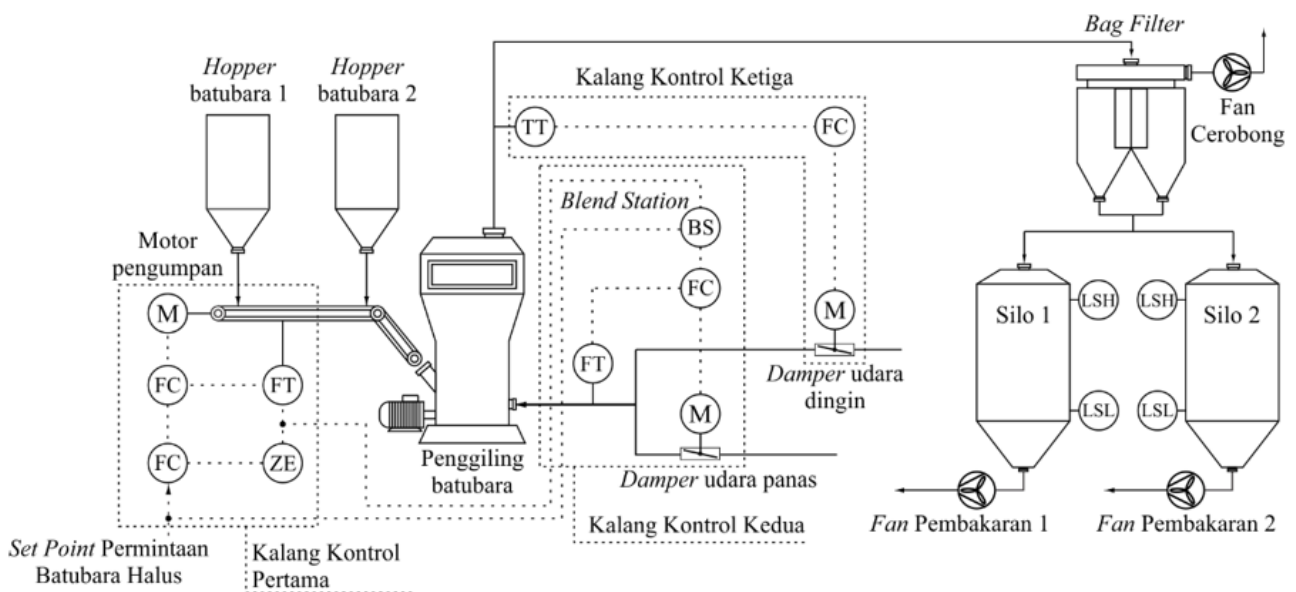 Bag Filter
Hopper
batubara 1
Hopper
batubara 2
Kalang Kontrol Ketiga
TT
FC
Fan
Cerobong
Blend Station
BS
Motor
pengumpan
M
FC
M
FT
Silo 1
LSH
LSH
Silo 2
FC
FT
Damper udara
dingin
M
LSL
LSL
FC
ZE
Penggiling
batubara
Damper udara panas
Fan Pembakaran 1
Fan Pembakaran 2
Kalang Kontrol Kedua
Set Point Permintaan
Batubara Halus
Kalang Kontrol
Pertama